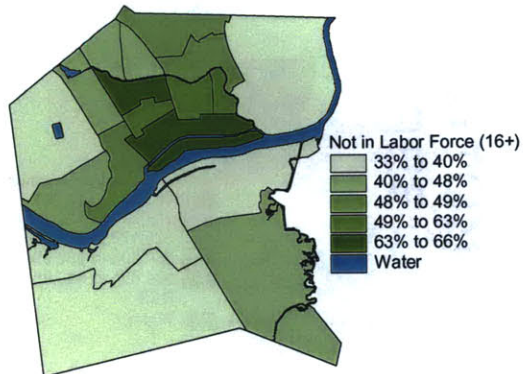 Not in Labor Force (16+)
33% to 40%
40% to 48%
48% to 49%
49% to 63%
63% to 66%
Water